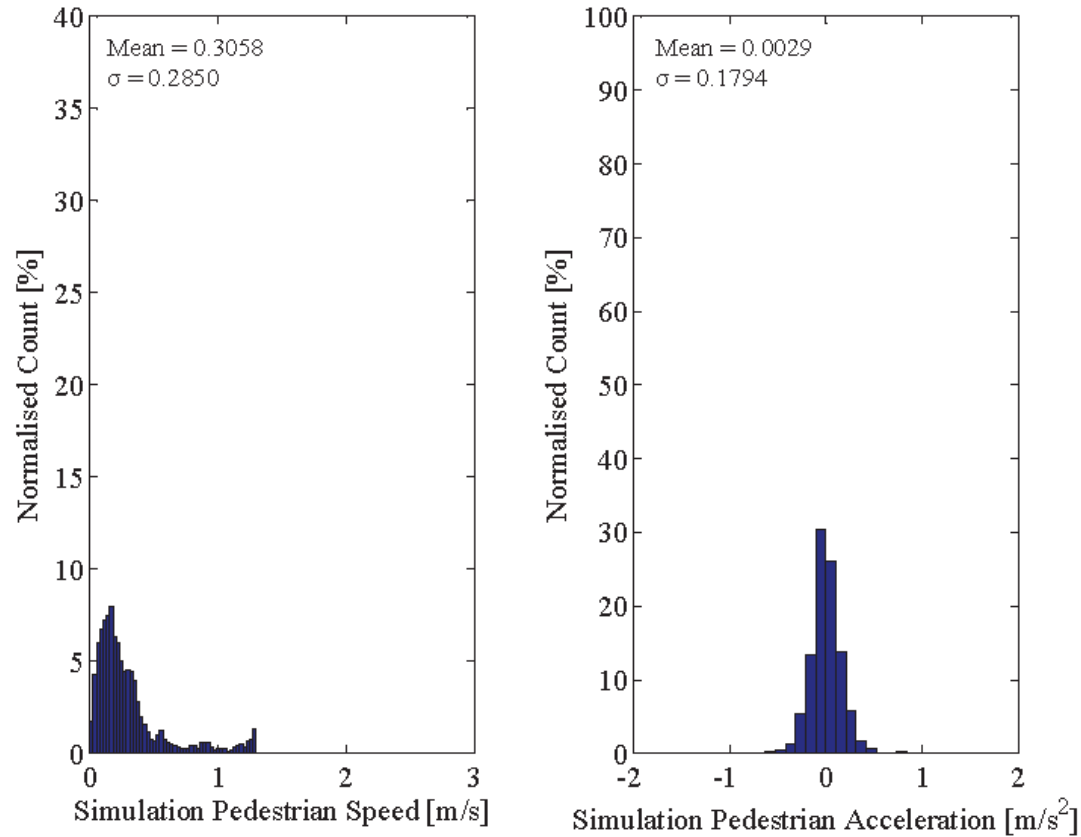 Mean = 0.3058
σ = 0.2850
40
35
30
25
20
15
10
5
0
Normalised Count [%]
0 1 2 3
Simulation Pedestrian Speed [m/s]
Mean = 0.0029
σ = 0.1794
100
90
80
70
60
50
40
30
20
10
0
Normalised Count [%]
-2 -1 0 1 2
Simulation Pedestrian Acceleration [m/s²]